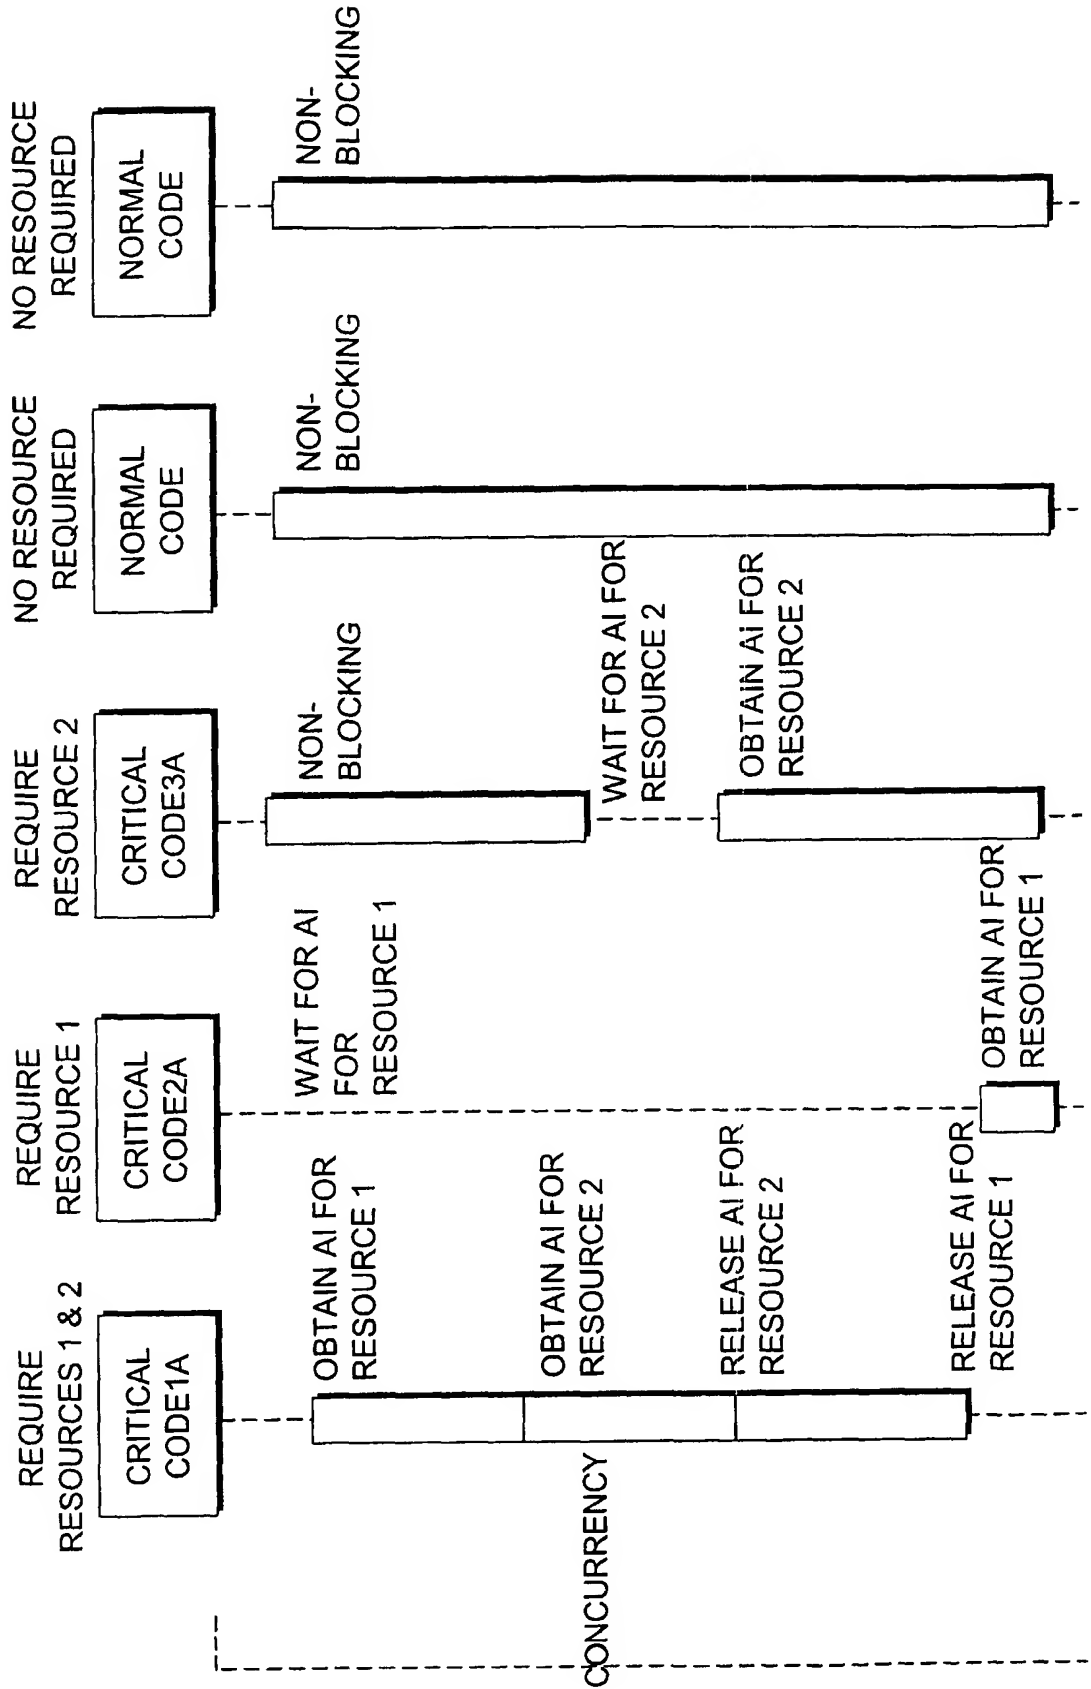 REQUIRE
RESOURCES 1 & 2
CRITICAL
CODE1A
OBTAIN AI FOR
RESOURCE 1
OBTAIN AI FOR
RESOURCE 2
RELEASE AI FOR
RESOURCE 2
RELEASE AI FOR
RESOURCE 1
CONCURRENCY
REQUIRE
RESOURCE 1
CRITICAL
CODE2A
WAIT FOR AI
FOR
RESOURCE 1
OBTAIN AI FOR
RESOURCE 1
REQUIRE
RESOURCE 2
CRITICAL
CODE3A
NON-
BLOCKING
WAIT FOR AI FOR
RESOURCE 2
OBTAIN AI FOR
RESOURCE 2
NO RESOURCE
REQUIRED
NORMAL
CODE
NON-
BLOCKING
NO RESOURCE
REQUIRED
NORMAL
CODE
NON-
BLOCKING